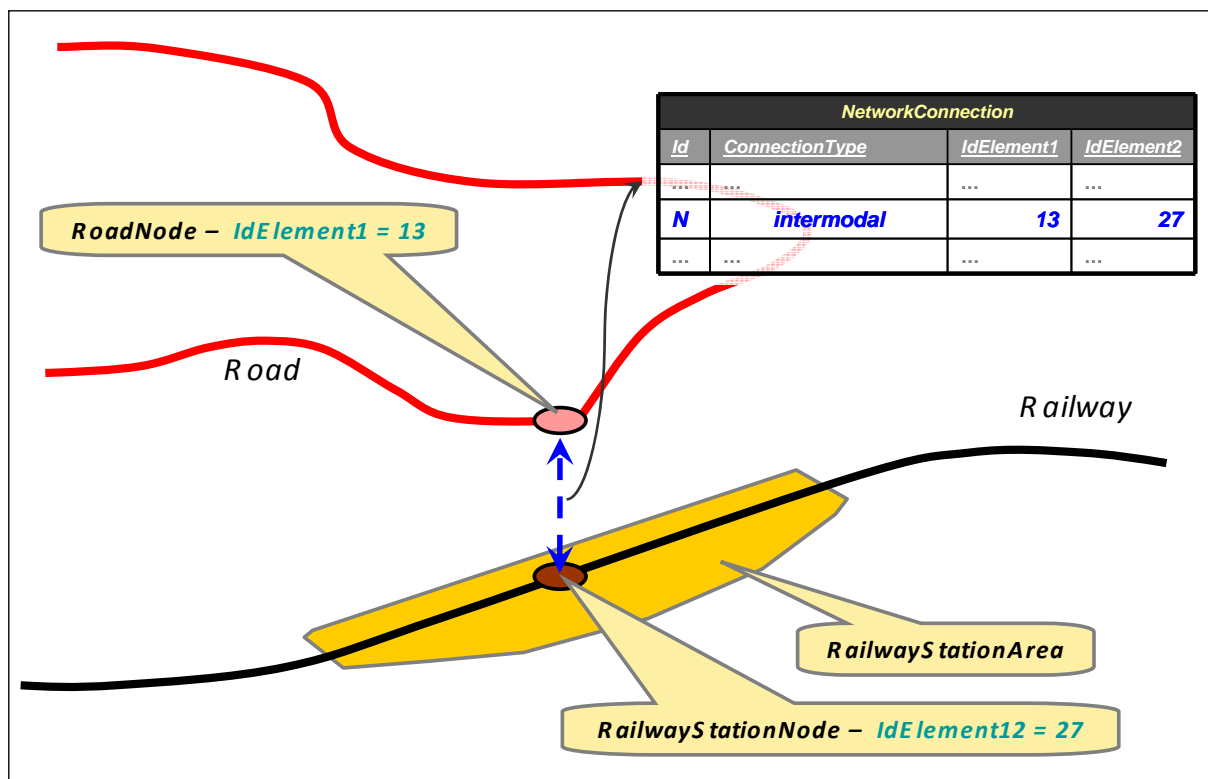 NetworkConnection
Id ConnectionType IdElement1 IdElement2
... ... ... ...
N intermodal 13 27
... ... ... ...
RoadNode – IdElement1 = 13
Road
Railway
RailwayStationArea
RailwayStationNode – IdElement12 = 27